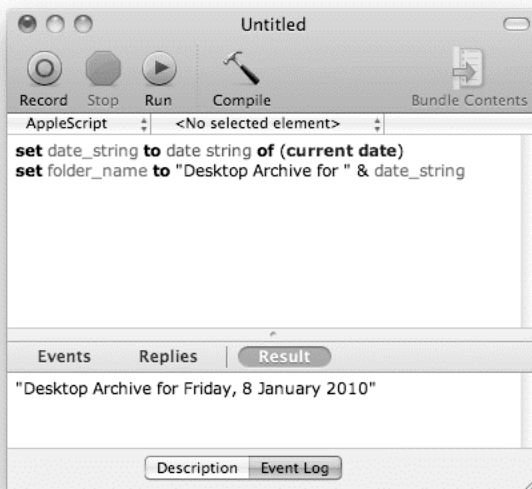 Untitled
Record Stop Run Compile Bundle Contents
AppleScript <No selected element>
set date_string to date string of (current date)
set folder_name to "Desktop Archive for " & date_string
Events Replies Result
"Desktop Archive for Friday, 8 January 2010"
Description Event Log